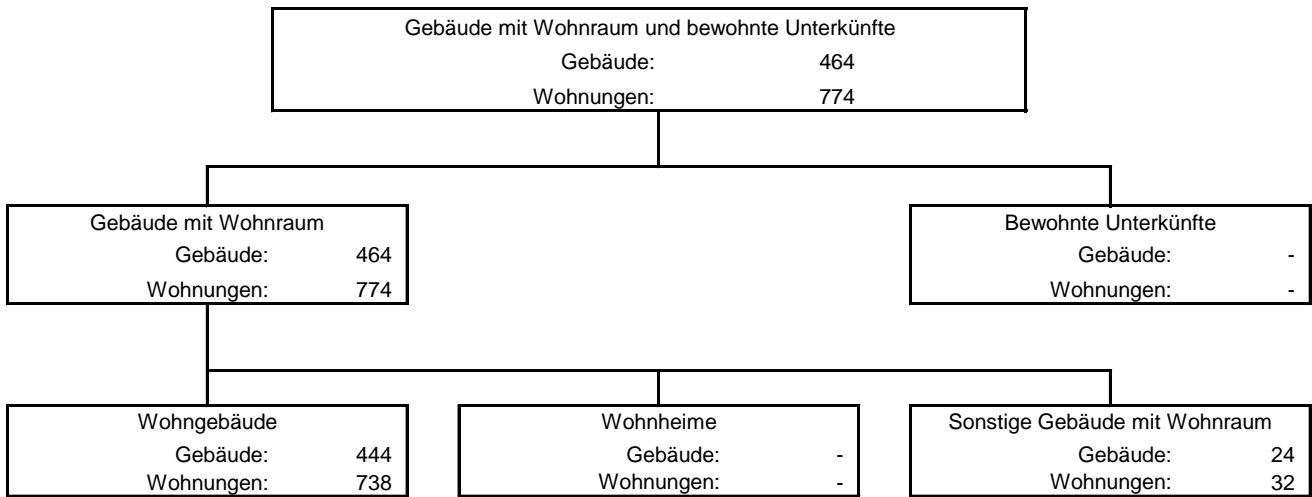 Gebäude mit Wohnraum und bewohnte Unterkünfte
Gebäude: 464
Wohnungen: 774
Gebäude mit Wohnraum
Gebäude: 464
Wohnungen: 774
Bewohnte Unterkünfte
Gebäude: -
Wohnungen: -
Wohngebäude
Gebäude: 444
Wohnungen: 738
Wohnheime
Gebäude: -
Wohnungen: -
Sonstige Gebäude mit Wohnraum
Gebäude: 24
Wohnungen: 32